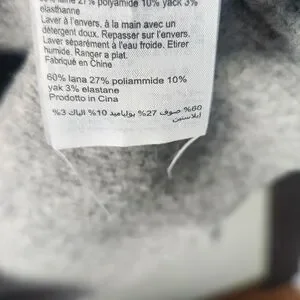 60% laine 27% polyamide 10% yack 3%
élasthanne
Laver à l'envers, à la main avec un
détergent doux. Repasser sur l'envers.
Laver séparément à l'eau froide. Etirer
humide. Ranger a plat.
Fabriqué en Chine
60% lana 27% poliammide 10%
yak 3% elastane
Prodotto in Cina
60% صوف 27% بولياميد 10% الياك 3%
إيلاستين